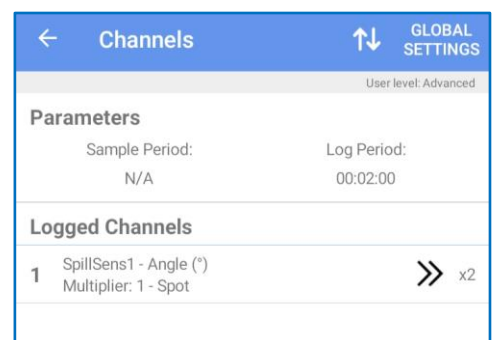 Channels
GLOBAL
SETTINGS
User level: Advanced
Parameters
Sample Period:
Log Period:
N/A
00:02:00
Logged Channels
1
SpillSens1 - Angle (°)
Multiplier: 1 - Spot
x2